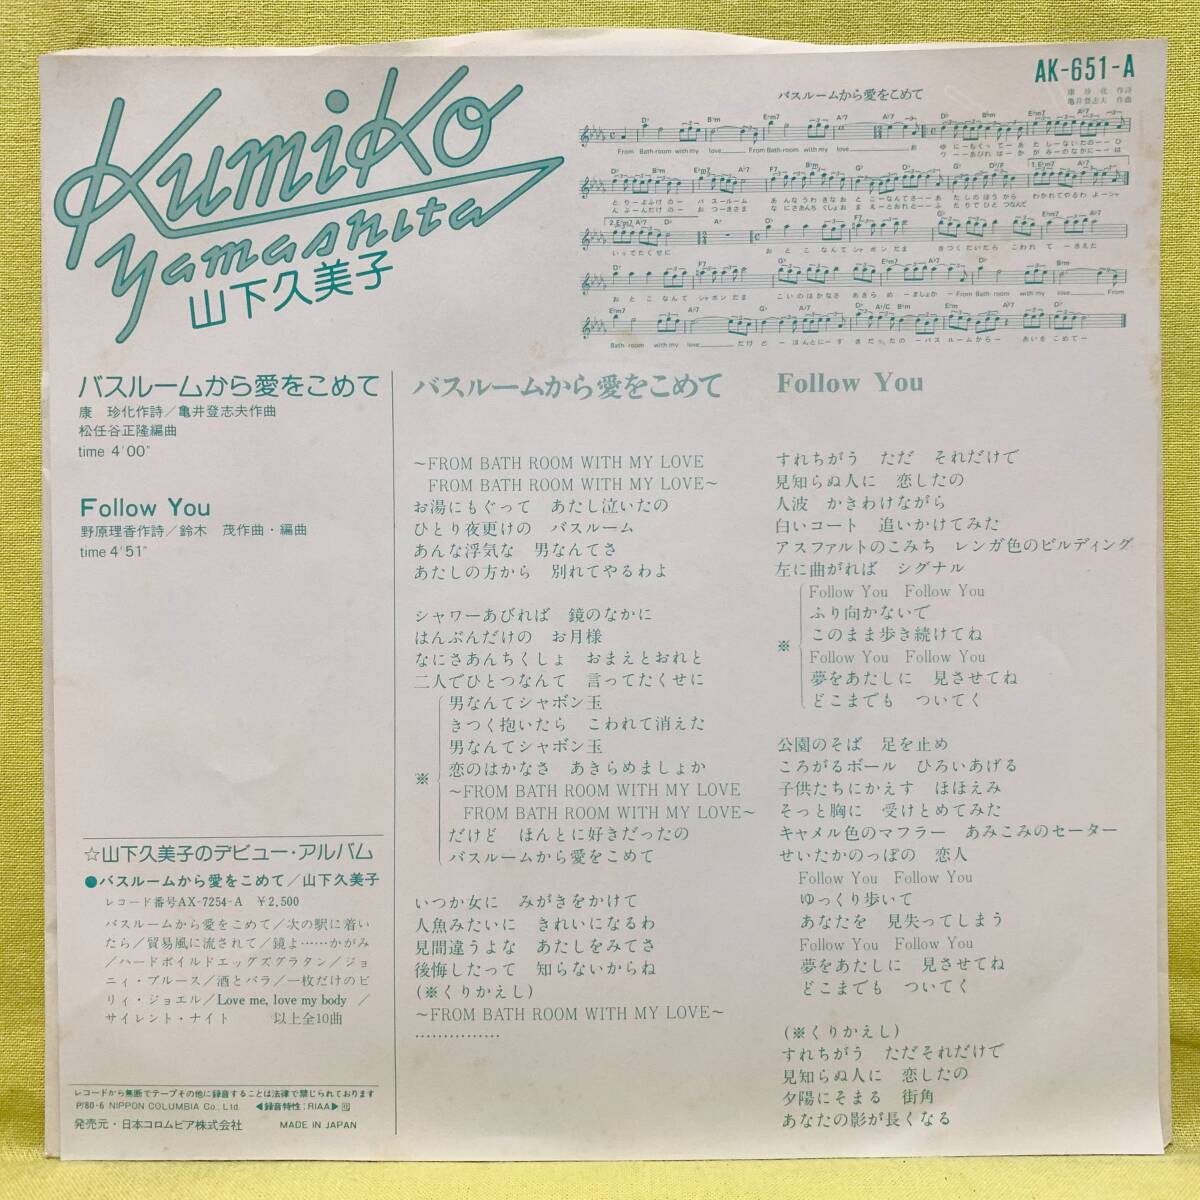 Kumiko
Yamashita
山下久美子
AK-651-A
バスルームから愛をこめて
康 珍化 作詩
亀井登志夫 作曲
バスルームから愛をこめて
康 珍化作詩／亀井登志夫作曲
松任谷正隆編曲
time 4'00"
Follow You
野原理香作詩／鈴木 茂作曲・編曲
time 4'51"
☆山下久美子のデビュー・アルバム
●バスルームから愛をこめて／山下久美子
レコード番号AX-7254-A ￥2,500
バスルームから愛をこめて／次の駅に着い
たら／貿易風に流されて／鏡よ……かがみ
／ハードボイルドエッグズグラタン／ジョ
ニィ・ブルース／酒とバラ／一枚だけのビ
リィ・ジョエル／Love me, love my body ／
サイレント・ナイト 以上全10曲
レコードから無断でテープその他に録音することは法律で禁じられております
P/80・6 NIPPON COLUMBIA Co., Ltd. ◀録音特性：RIAA▶
発売元・日本コロムビア株式会社 MADE IN JAPAN
バスルームから愛をこめて
～FROM BATH ROOM WITH MY LOVE
FROM BATH ROOM WITH MY LOVE～
お湯にもぐって あたし泣いたの
ひとり夜更けの バスルーム
あんな浮気な 男なんてさ
あたしの方から 別れてやるわよ
シャワーあびれば 鏡のなかに
はんぶんだけの お月様
なにさあんちくしょ おまえとおれと
二人でひとつなんて 言ってたくせに
男なんてシャボン玉
きつく抱いたら こわれて消えた
男なんてシャボン玉
※ 恋のはかなさ あきらめましょか
～FROM BATH ROOM WITH MY LOVE
FROM BATH ROOM WITH MY LOVE～
だけど ほんとに好きだったの
バスルームから愛をこめて
いつか女に みがきをかけて
人魚みたいに きれいになるわ
見間違うよな あたしをみてさ
後悔したって 知らないからね
(※くりかえし)
～FROM BATH ROOM WITH MY LOVE～
……………
Follow You
すれちがう ただ それだけで
見知らぬ人に 恋したの
人波 かきわけながら
白いコート 追いかけてみた
アスファルトのこみち レンガ色のビルディング
左に曲がれば シグナル
Follow You Follow You
ふり向かないで
※ このまま歩き続けてね
Follow You Follow You
夢をあたしに 見させてね
どこまでも ついてく
公園のそば 足を止め
ころがるボール ひろいあげる
子供たちにかえす ほほえみ
そっと胸に 受けとめてみた
キャメル色のマフラー あみこみのセーター
せいたかのっぽの 恋人
Follow You Follow You
ゆっくり歩いて
あなたを 見失ってしまう
Follow You Follow You
夢をあたしに 見させてね
どこまでも ついてく
(※くりかえし)
すれちがう ただそれだけで
見知らぬ人に 恋したの
夕陽にそまる 街角
あなたの影が長くなる